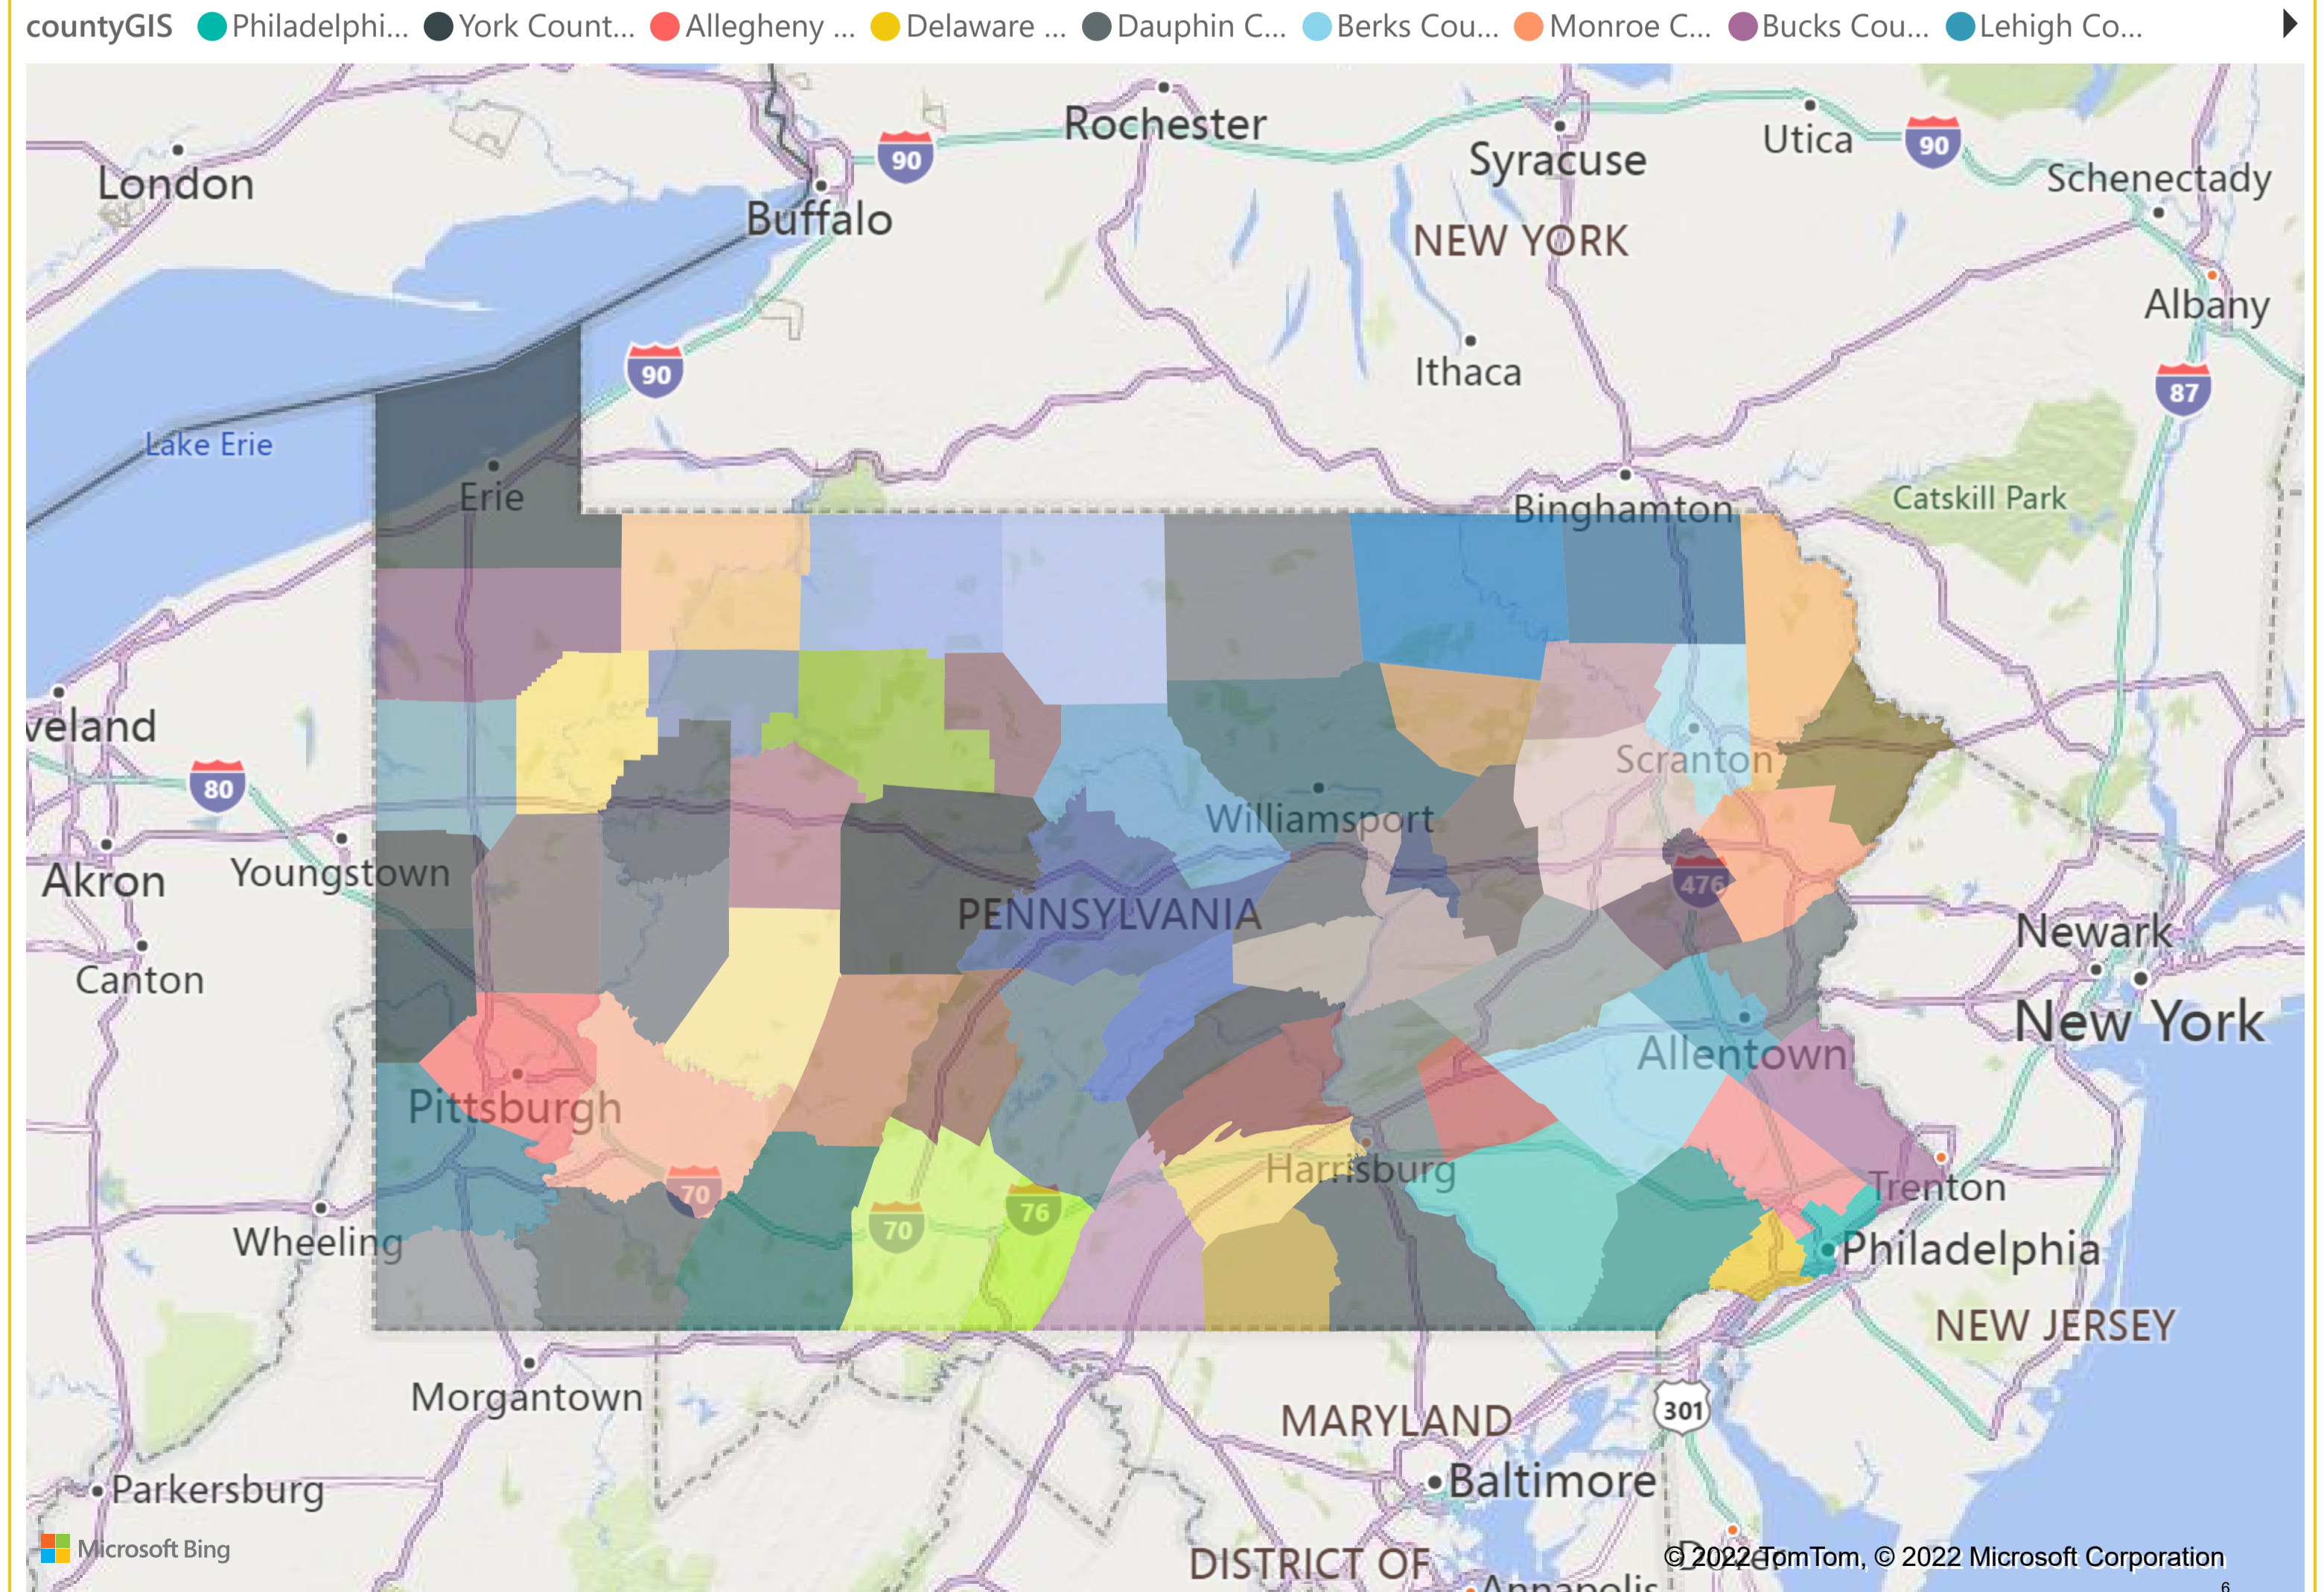 countyGIS Philadelphi... York Count... Allegheny ... Delaware ... Dauphin C... Berks Cou... Monroe C... Bucks Cou... Lehigh Co...
Rochester
90
Utica
90
London
Syracuse
Schenectady
Buffalo
NEW YORK
Albany
90
Ithaca
87
Lake Erie
Erie
Binghamton
Catskill Park
veland
Scranton
80
Williamsport
Akron
Youngstown
476
PENNSYLVANIA
Newark
Canton
New York
Allentown
Pittsburgh
Harrisburg
70
70
76
Trenton
Wheeling
Philadelphia
NEW JERSEY
Morgantown
MARYLAND
301
Parkersburg
Baltimore
Microsoft Bing
DISTRICT OF
Dover
© 2022 TomTom, © 2022 Microsoft Corporation
Annapolis
6